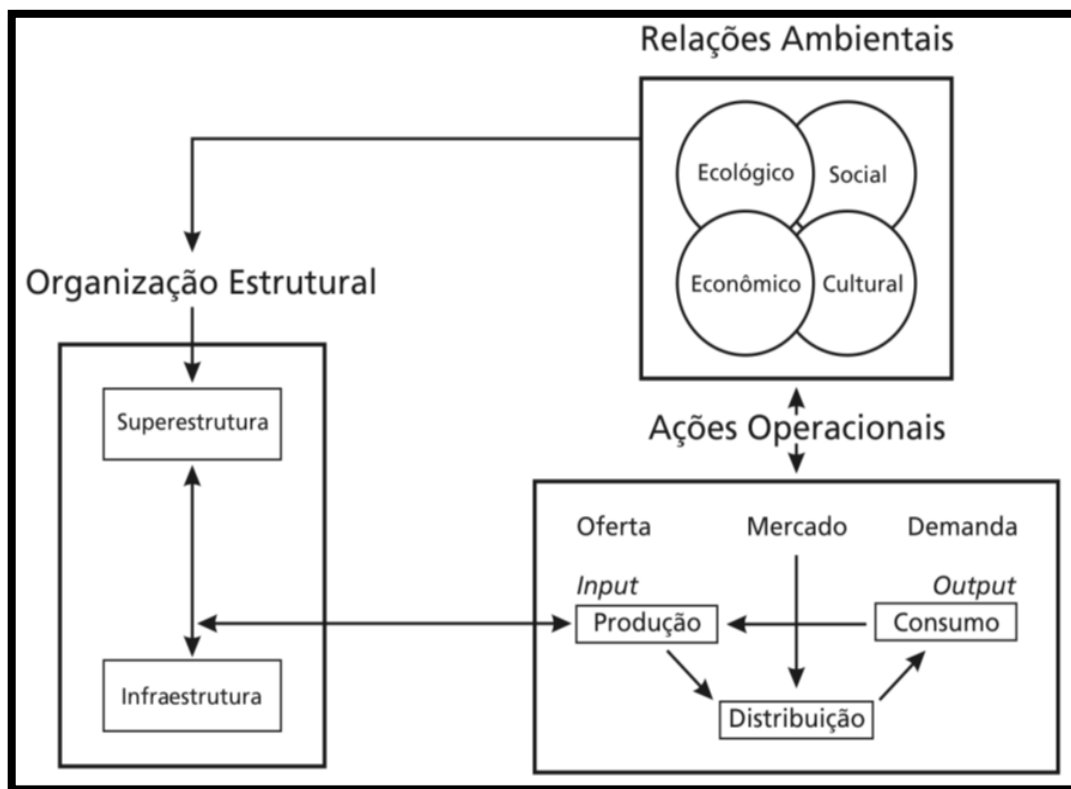 Relações Ambientais
Ecológico
Social
Econômico
Cultural
Organização Estrutural
Superestrutura
Infraestrutura
Ações Operacionais
Oferta
Mercado
Demanda
Input
Output
Produção
Consumo
Distribuição